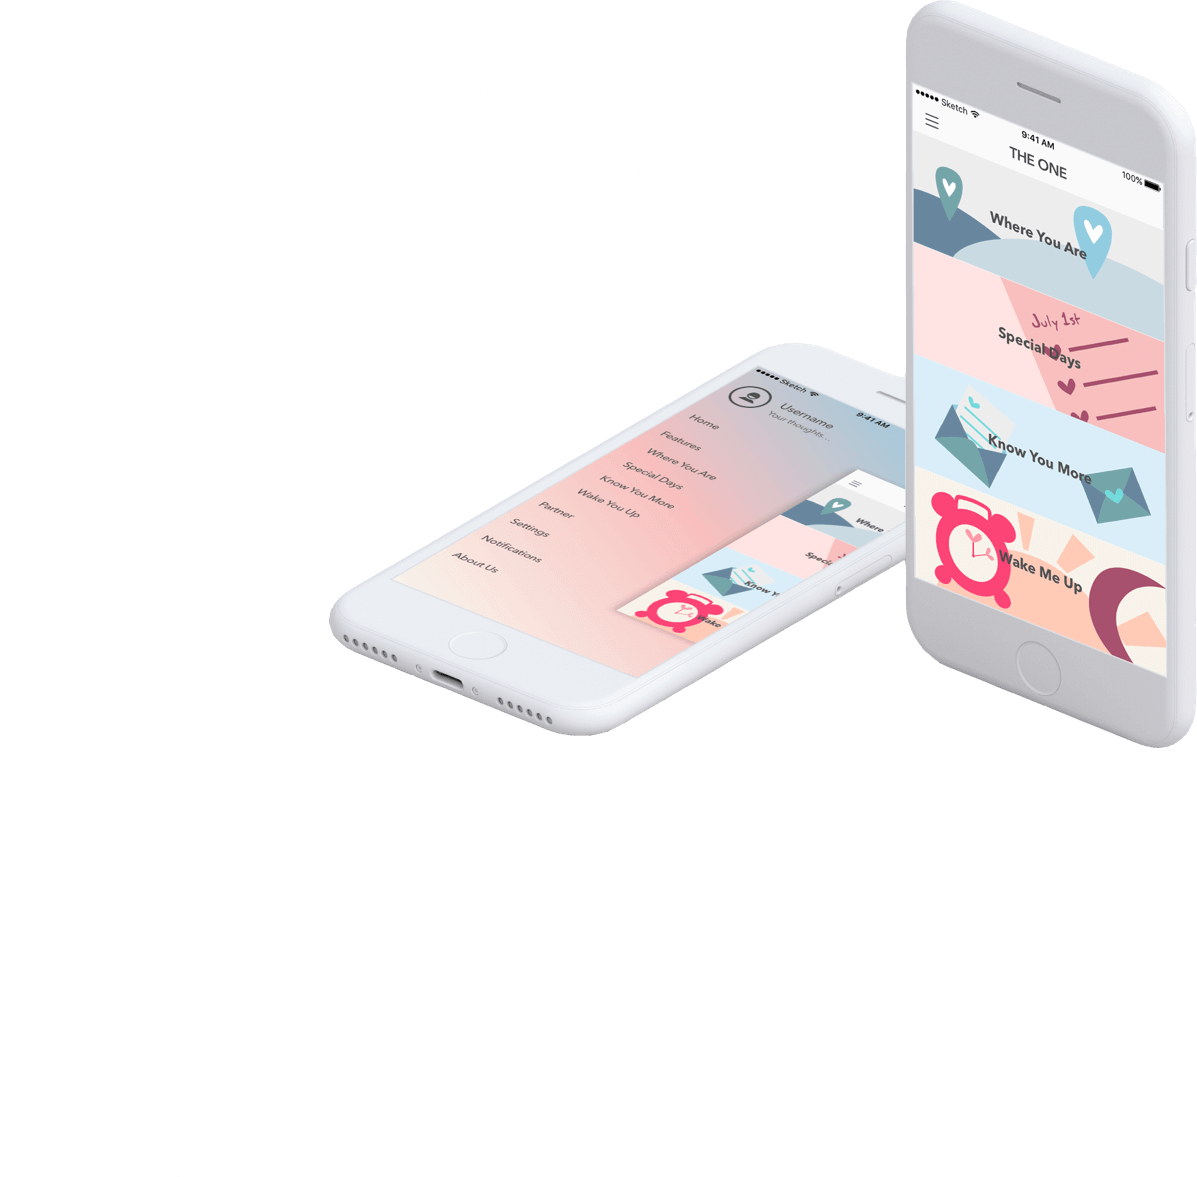 Sketch
9:41 AM
100%
THE ONE
Where You Are
July 1st
Special Days
Know You More
Wake Me Up
Sketch
9:41 AM
Username
Your thoughts...
Home
Features
Where You Are
Special Days
Know You More
Wake You Up
Partner
Settings
Notifications
About Us
Where
Know Y
Wake